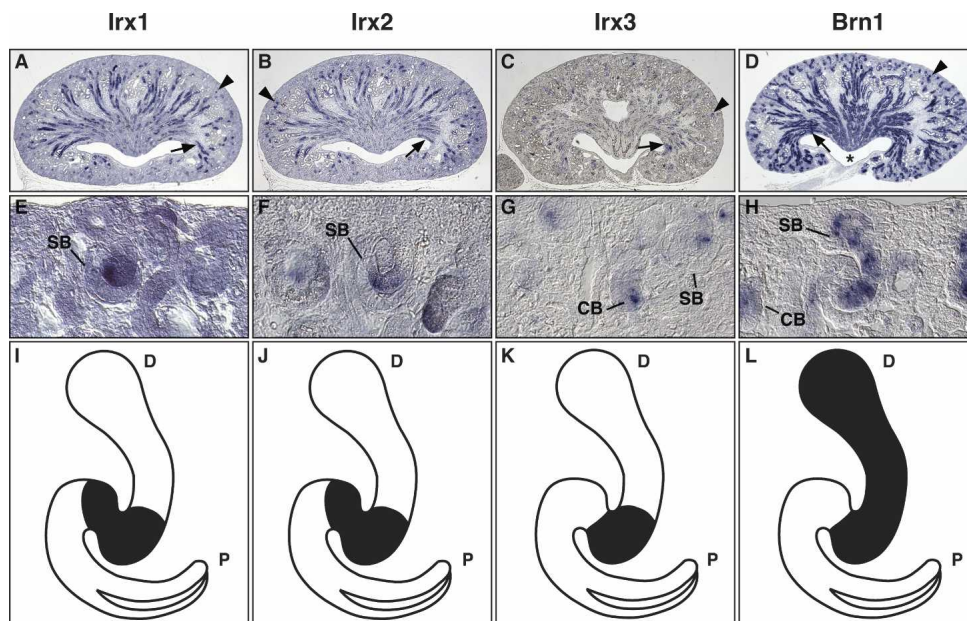 Irx1 Irx2 Irx3 Brn1
A B C D
*
E F G H
SB SB CB SB SB CB
I J K L
D D D D
P P P P